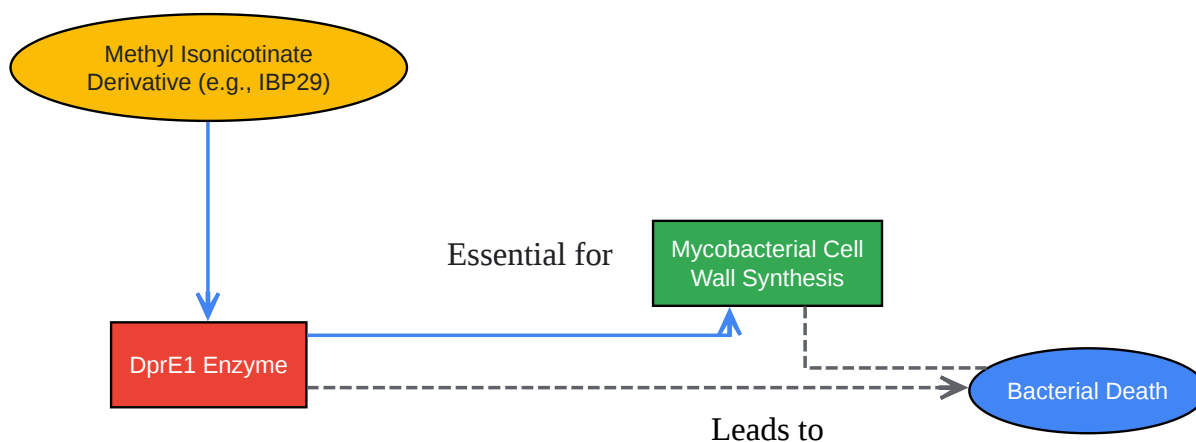 Methyl Isonicotinate
Derivative (e.g., IBP29)
Essential for
Mycobacterial Cell
Wall Synthesis
DprE1 Enzyme
Bacterial Death
Leads to